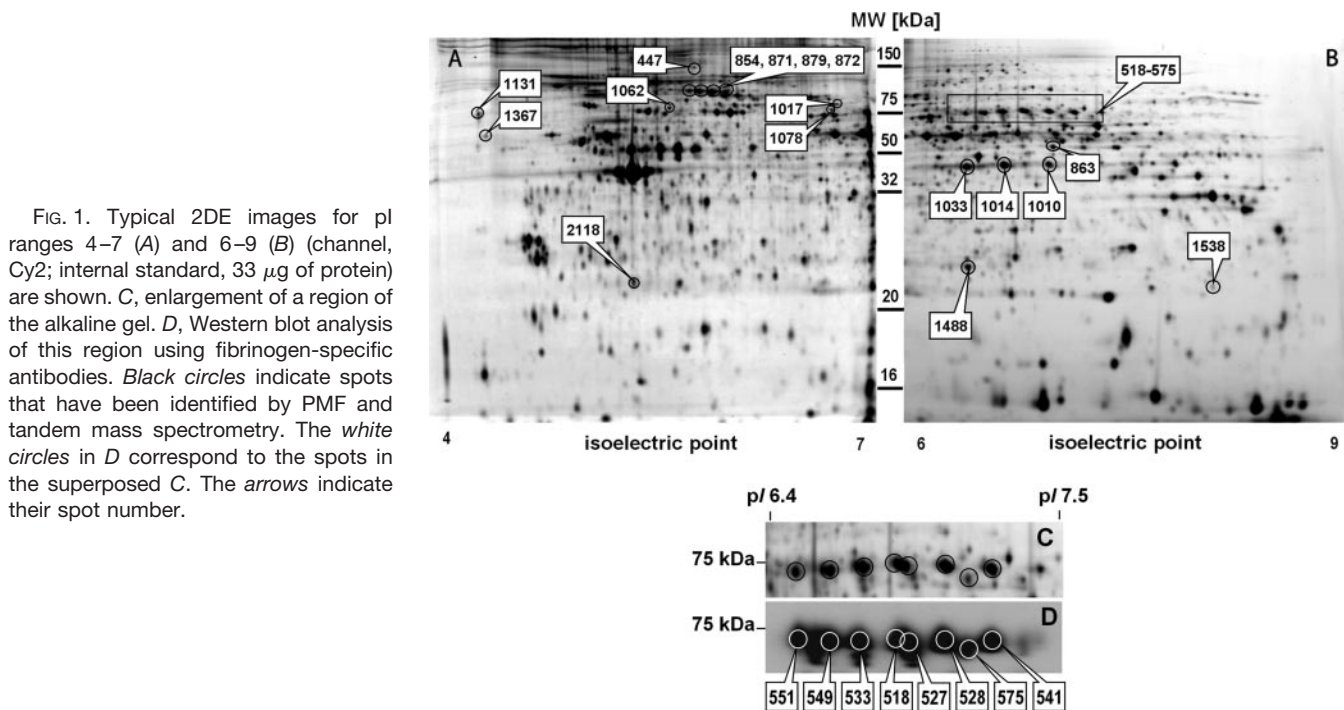 FIG. 1. Typical 2DE images for pI
ranges 4–7 (A) and 6–9 (B) (channel,
Cy2; internal standard, 33 μg of protein)
are shown. C, enlargement of a region of
the alkaline gel. D, Western blot analysis
of this region using fibrinogen-specific
antibodies. Black circles indicate spots
that have been identified by PMF and
tandem mass spectrometry. The white
circles in D correspond to the spots in
the superposed C. The arrows indicate
their spot number.
MW [kDa]
A
447
854, 871, 879, 872
1131
1062
1017
1367
1078
2118
150
75
50
32
20
16
B
518-575
863
1033
1014
1010
1538
1488
4
isoelectric point
7
6
isoelectric point
9
pI 6.4
pI 7.5
75 kDa
C
75 kDa
D
551
549
533
518
527
528
575
541